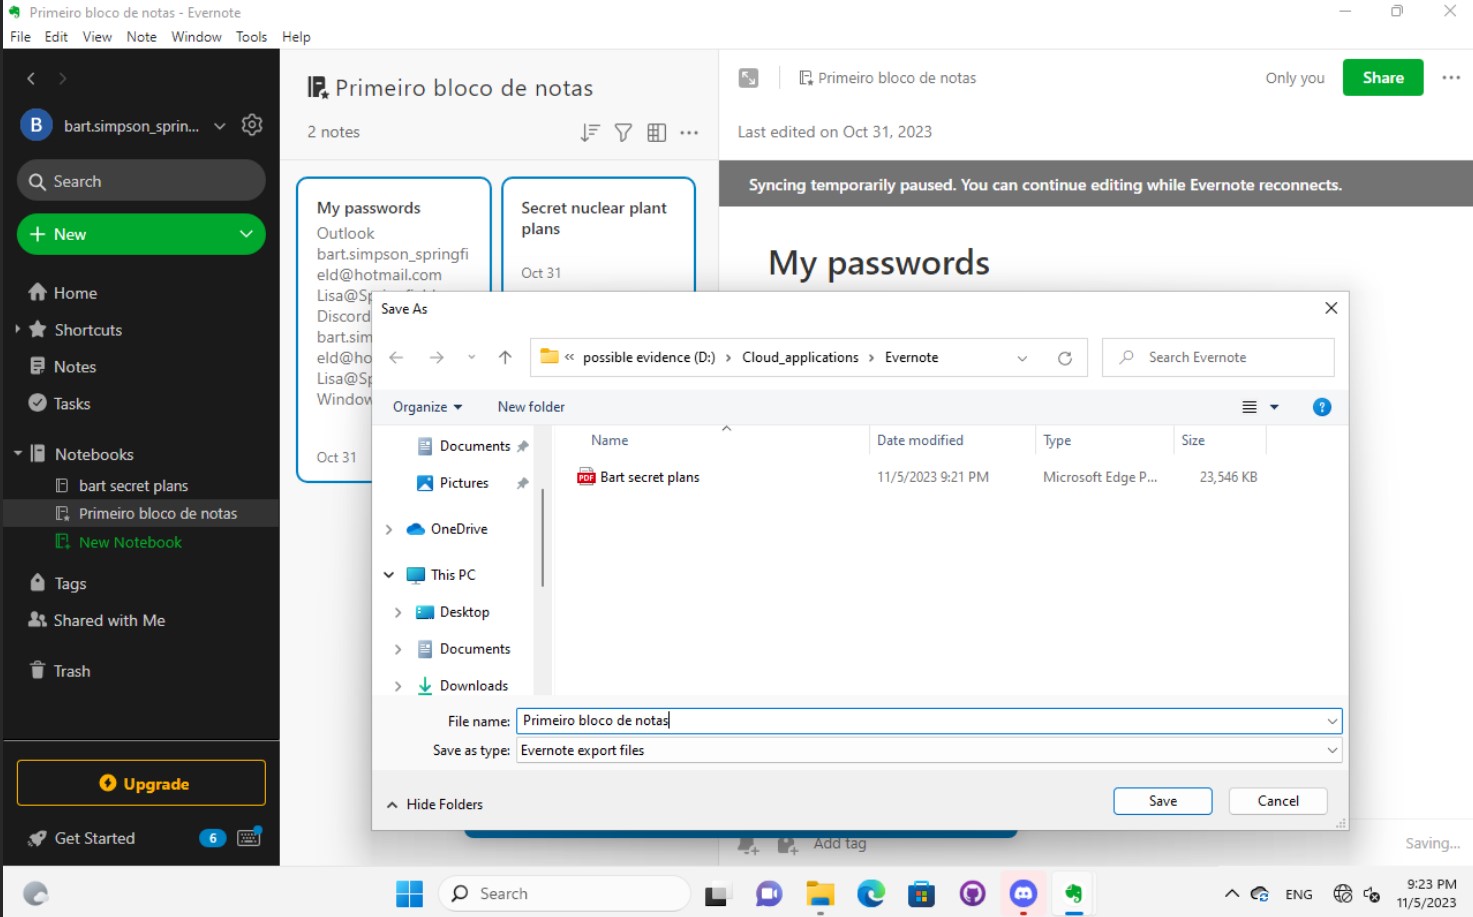 Primeiro bloco de notas - Evernote
File Edit View Note Window Tools Help
B bart.simpson_sprin...
Search
New
Home
Shortcuts
Notes
Tasks
Notebooks
bart secret plans
Primeiro bloco de notas
New Notebook
Tags
Shared with Me
Trash
Upgrade
Get Started 6
Primeiro bloco de notas
2 notes
My passwords
Outlook
bart.simpson_springfi
eld@hotmail.com
Discord
bart.sim
eld@ho
Lisa@Sp
Window
Oct 31
Secret nuclear plant
plans
Oct 31
Primeiro bloco de notas
Only you
Share
Last edited on Oct 31, 2023
Syncing temporarily paused. You can continue editing while Evernote reconnects.
My passwords
Save As
« possible evidence (D:) › Cloud_applications › Evernote
Search Evernote
Organize New folder
Documents
Pictures
OneDrive
This PC
Desktop
Documents
Downloads
Name Date modified Type Size
PDF Bart secret plans 11/5/2023 9:21 PM Microsoft Edge P... 23,546 KB
File name: Primeiro bloco de notas
Save as type: Evernote export files
Hide Folders
Save
Cancel
Add tag
Saving...
Search
ENG
9:23 PM
11/5/2023